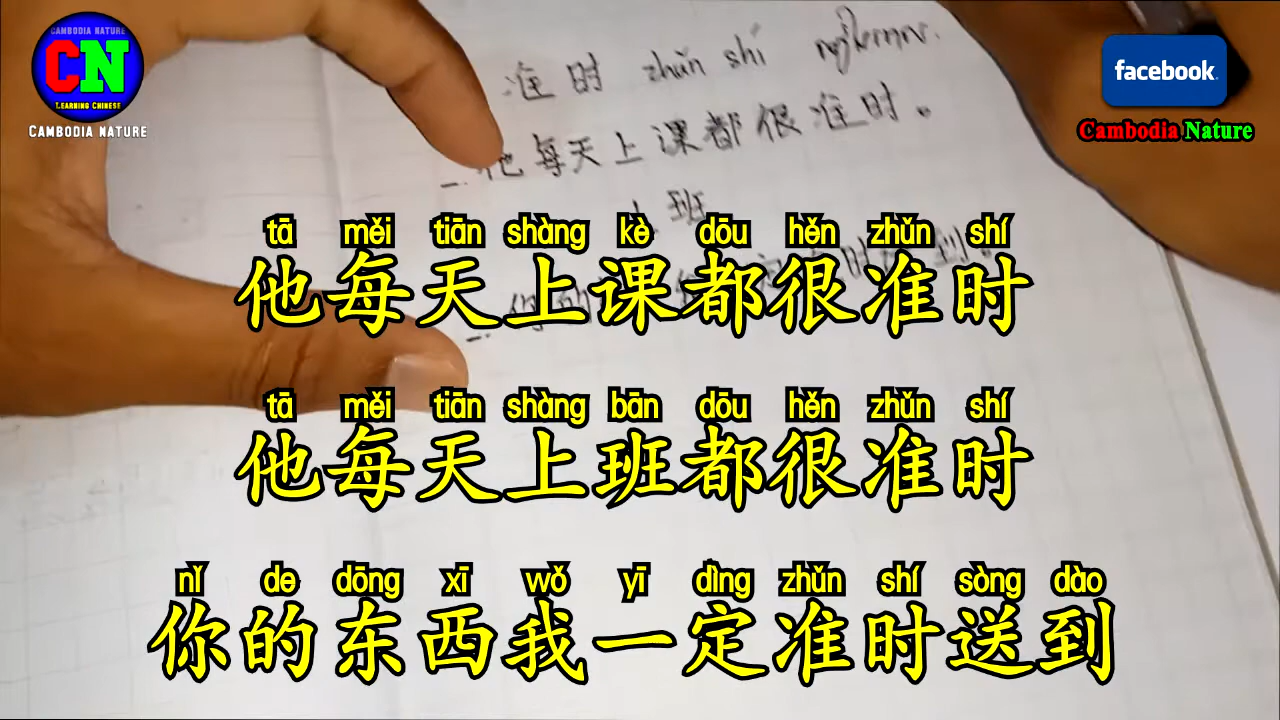 CAMBODIA NATURE
CN
LEARNING CHINESE
CAMBODIA NATURE
facebook
Cambodia Nature
准时 zhǔn shí
一. 他每天上课都很准时。
上班
tā měi tiān shàng kè dōu hěn zhǔn shí
他每天上课都很准时
tā měi tiān shàng bān dōu hěn zhǔn shí
他每天上班都很准时
nǐ de dōng xī wǒ yī dìng zhǔn shí sòng dào
你的东西我一定准时送到